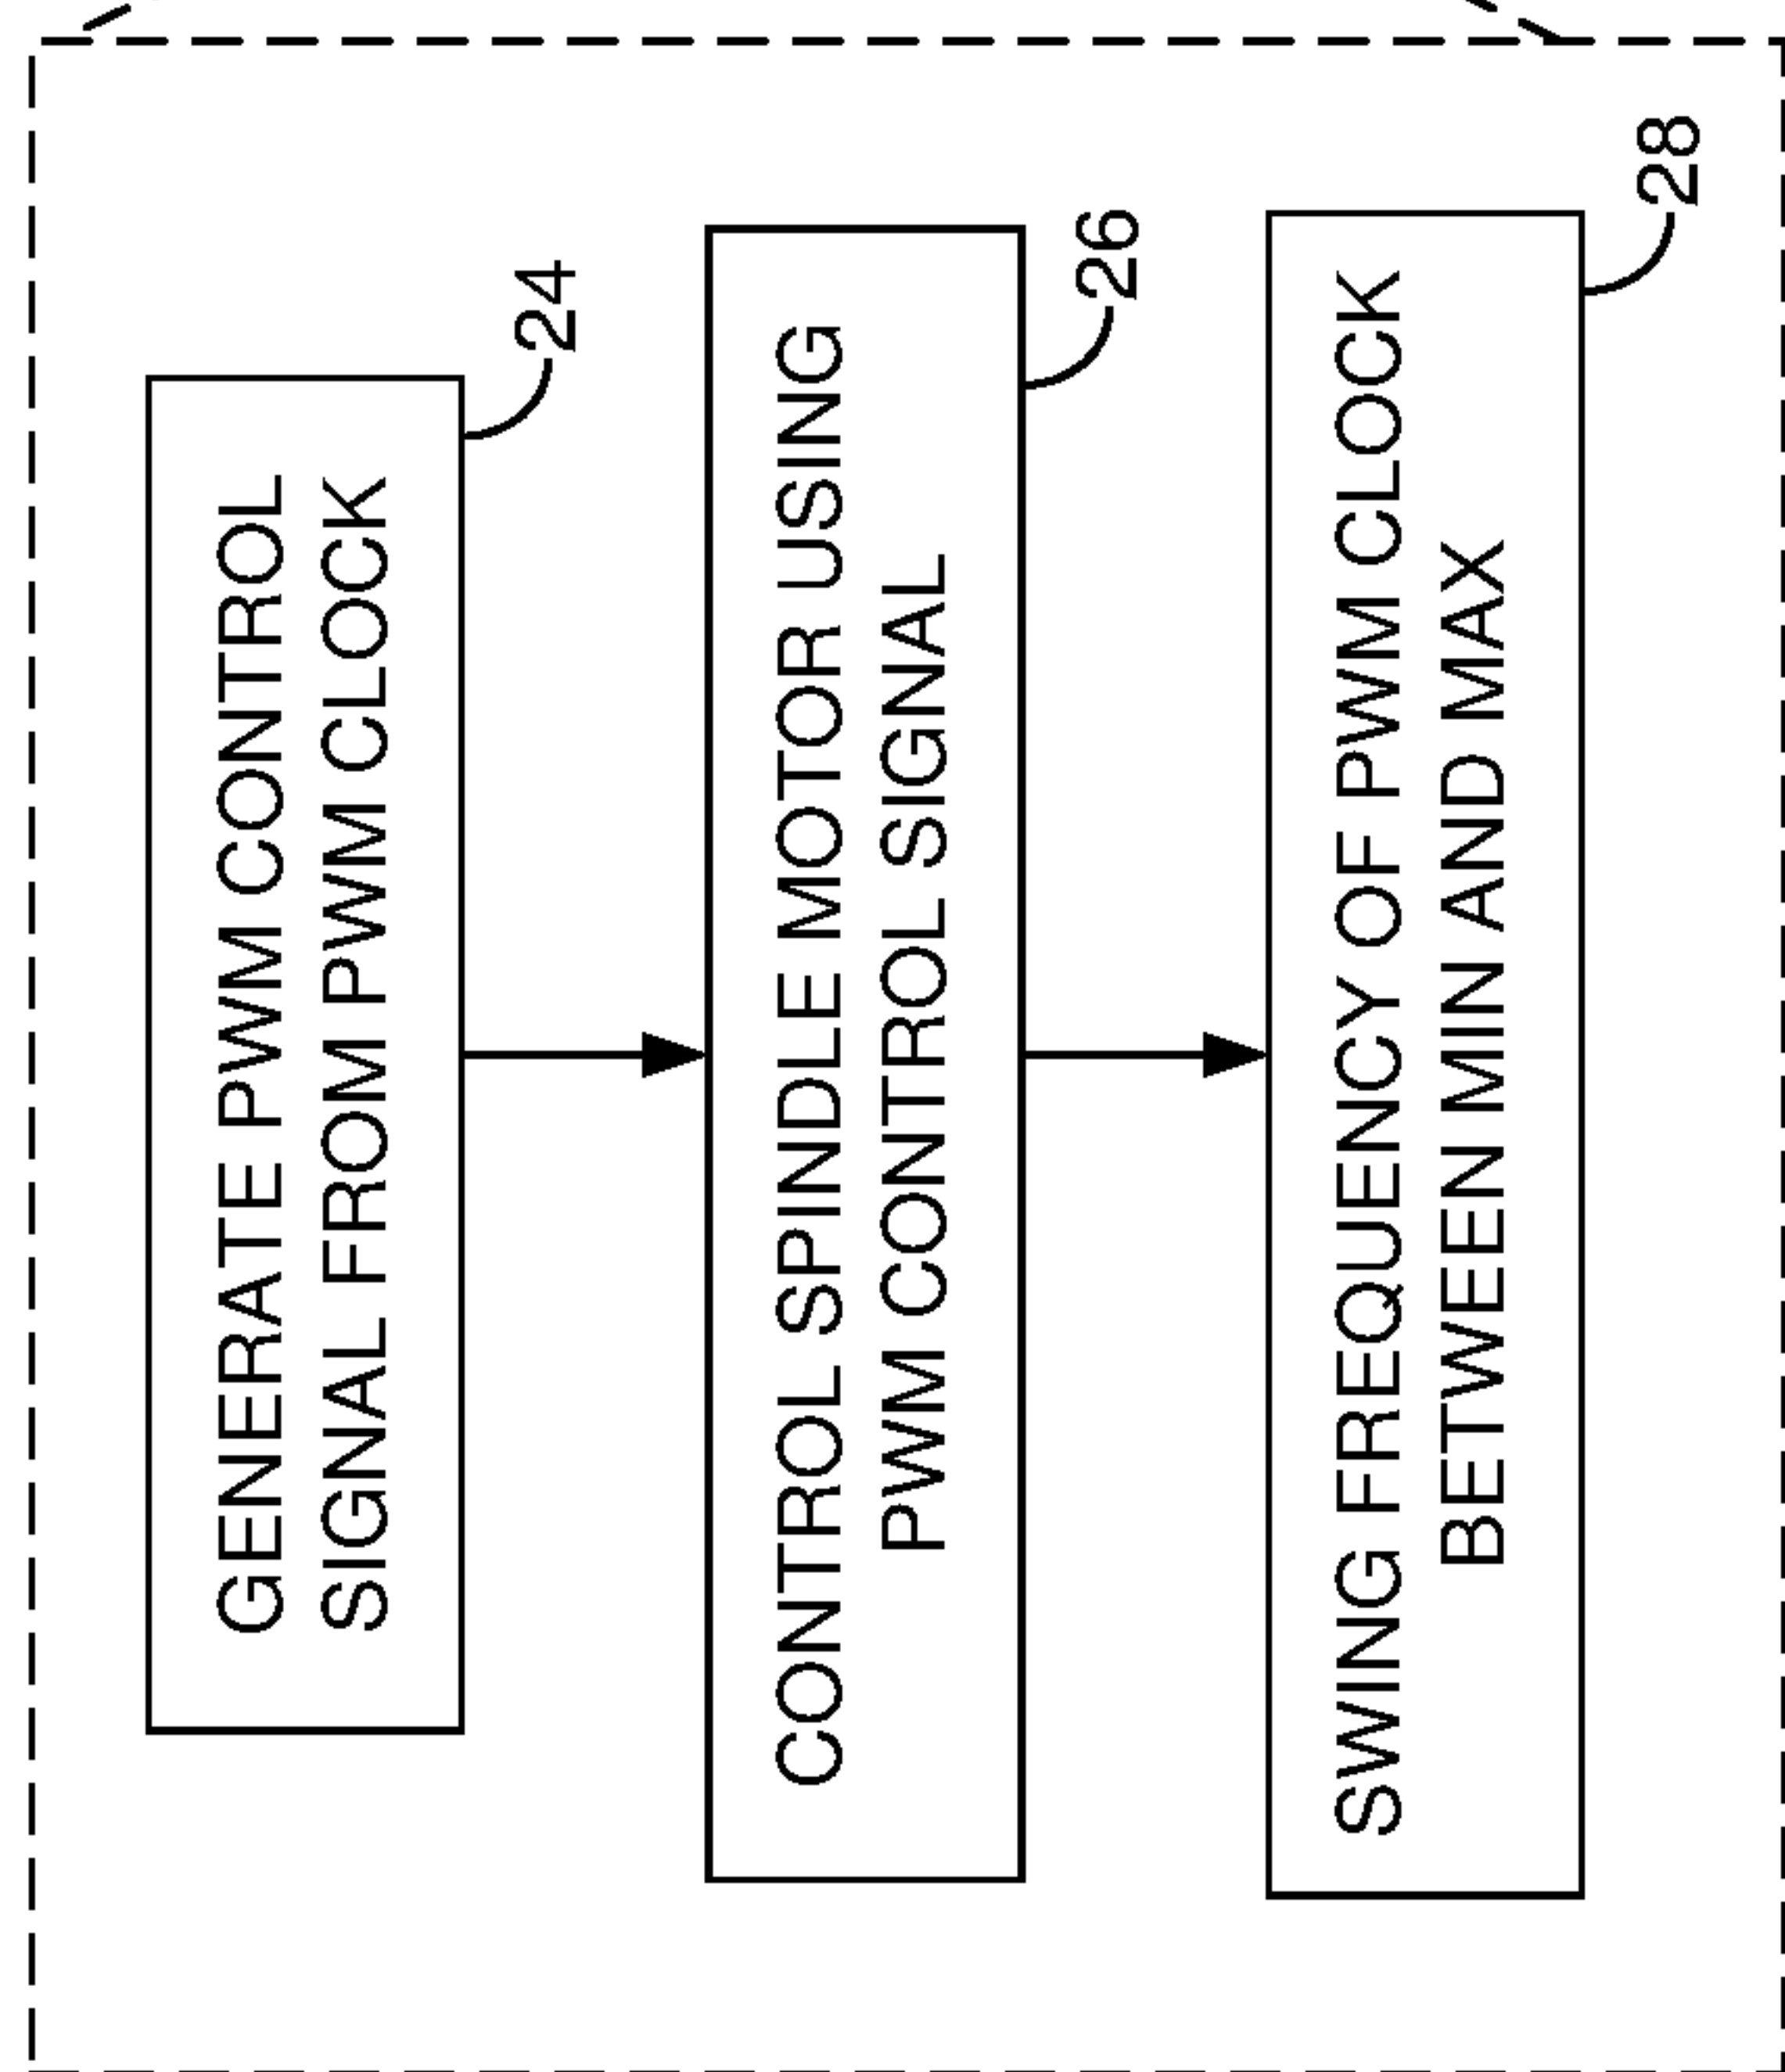 GENERATE PWM CONTROL
SIGNAL FROM PWM CLOCK
24
CONTROL SPINDLE MOTOR USING
PWM CONTROL SIGNAL
26
SWING FREQUENCY OF PWM CLOCK
BETWEEN MIN AND MAX
28